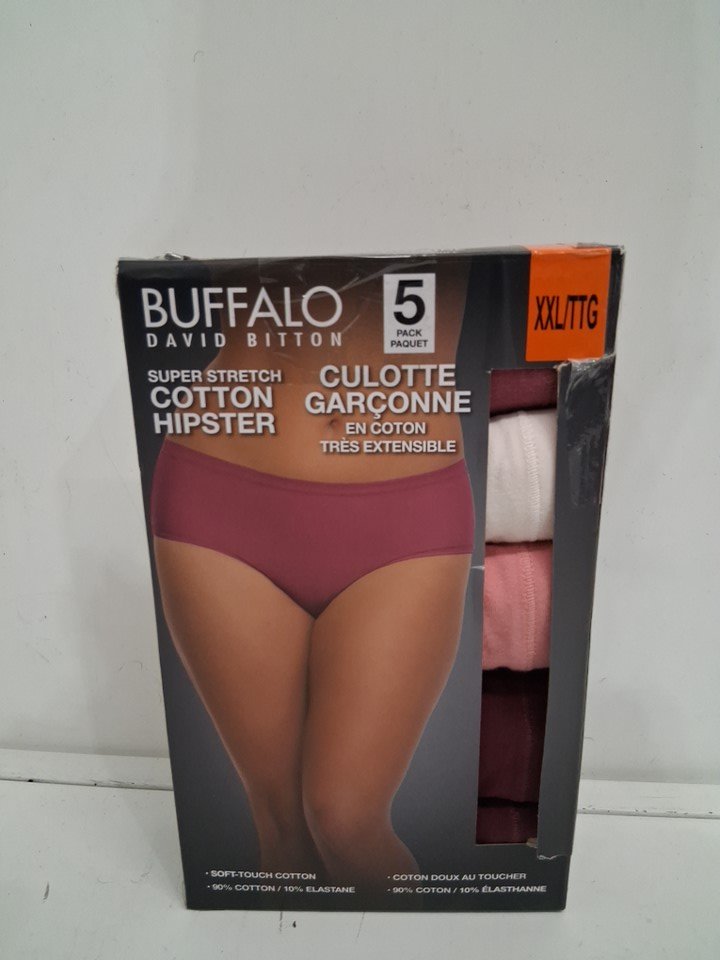 BUFFALO
DAVID BITTON
5
PACK
PAQUET
XXL/TTG
SUPER STRETCH
COTTON
HIPSTER
CULOTTE
GARÇONNE
EN COTON
TRÈS EXTENSIBLE
· SOFT-TOUCH COTTON
· 90% COTTON / 10% ELASTANE
· COTON DOUX AU TOUCHER
· 90% COTON / 10% ÉLASTHANNE